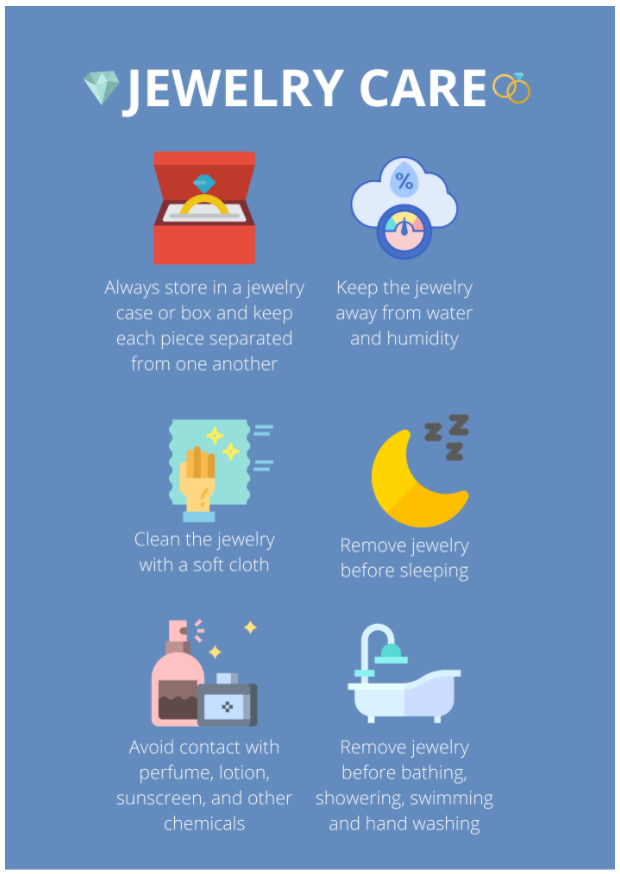 JEWELRY CARE
%
Always store in a jewelry
case or box and keep
each piece separated
from one another
Keep the jewelry
away from water
and humidity
Clean the jewelry
with a soft cloth
z z z
Remove jewelry
before sleeping
Avoid contact with
perfume, lotion,
sunscreen, and other
chemicals
Remove jewelry
before bathing,
showering, swimming
and hand washing